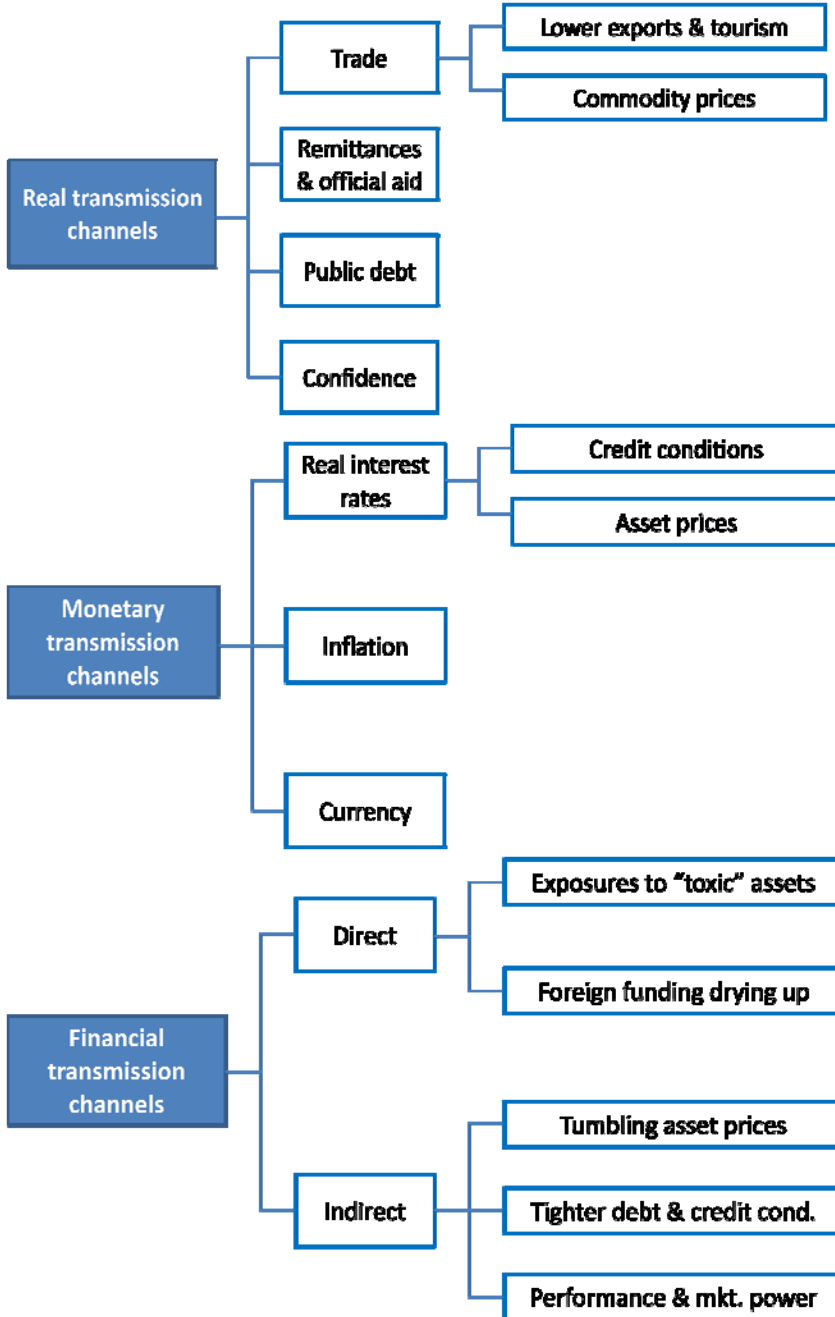 Lower exports & tourism
Trade
Commodity prices
Remittances
& official aid
Real transmission
channels
Public debt
Confidence
Credit conditions
Real interest
rates
Asset prices
Monetary
transmission
channels
Inflation
Currency
Exposures to “toxic” assets
Direct
Foreign funding drying up
Financial
transmission
channels
Tumbling asset prices
Indirect
Tighter debt & credit cond.
Performance & mkt. power